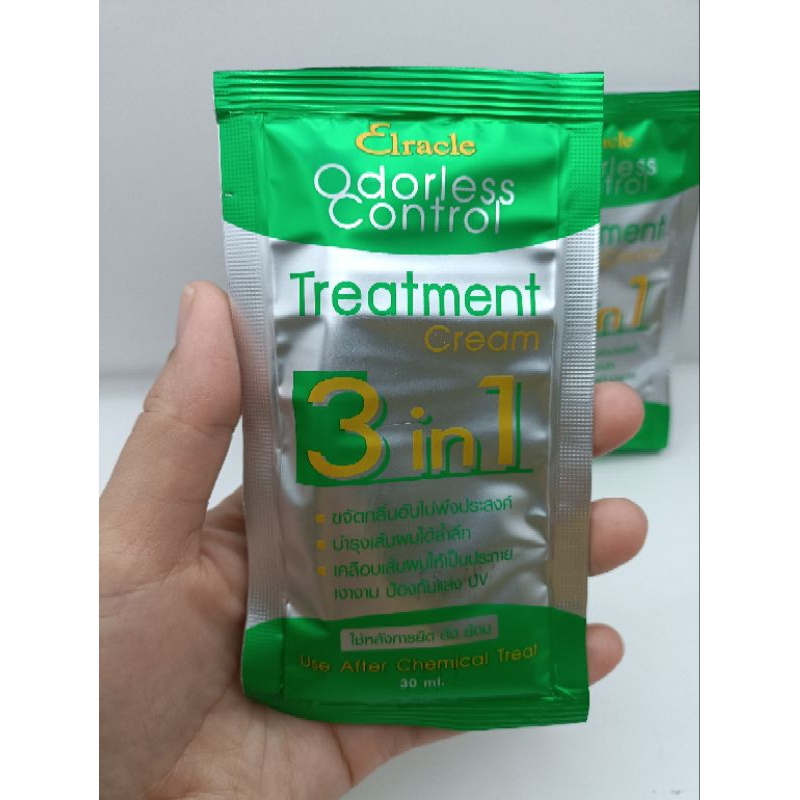 Elracle
Odorless
Control
Treatment
Cream
3 in 1
ขจัดกลิ่นอันไม่พึงประสงค์
บำรุงเส้นผมได้ล้ำลึก
เคลือบเส้นผมให้เป็นประกาย
เงางาม ป้องกันแสง UV
ใช้หลังการยืด ดัด ย้อม
Use After Chemical Treat
30 ml.